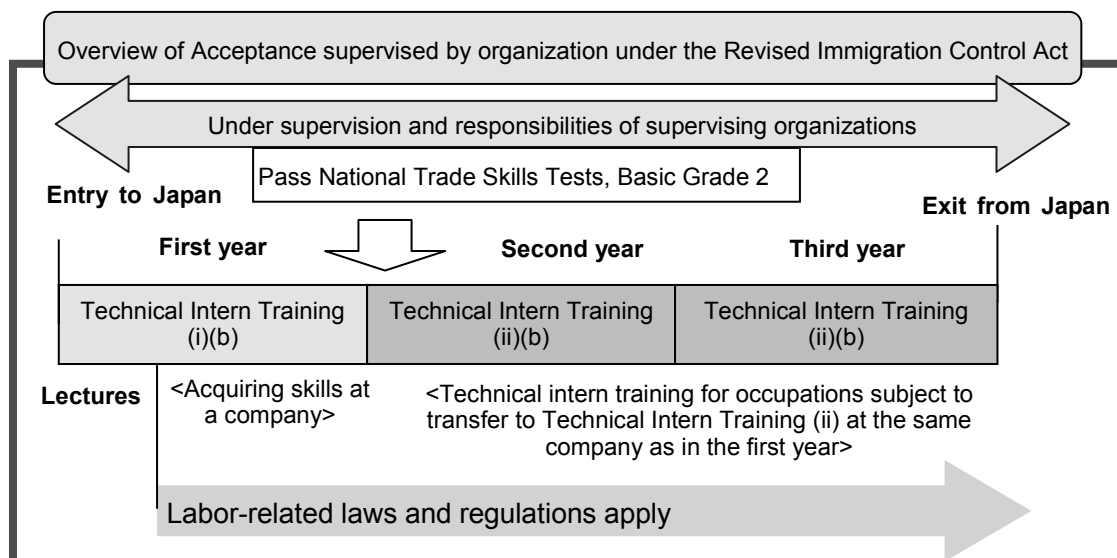 Overview of Acceptance supervised by organization under the Revised Immigration Control Act
Under supervision and responsibilities of supervising organizations
Pass National Trade Skills Tests, Basic Grade 2
Entry to Japan
Exit from Japan
First year
Second year
Third year
Technical Intern Training
(i)(b)
Technical Intern Training
(ii)(b)
Technical Intern Training
(ii)(b)
Lectures
<Acquiring skills at
a company>
<Technical intern training for occupations subject to
transfer to Technical Intern Training (ii) at the same
company as in the first year>
Labor-related laws and regulations apply